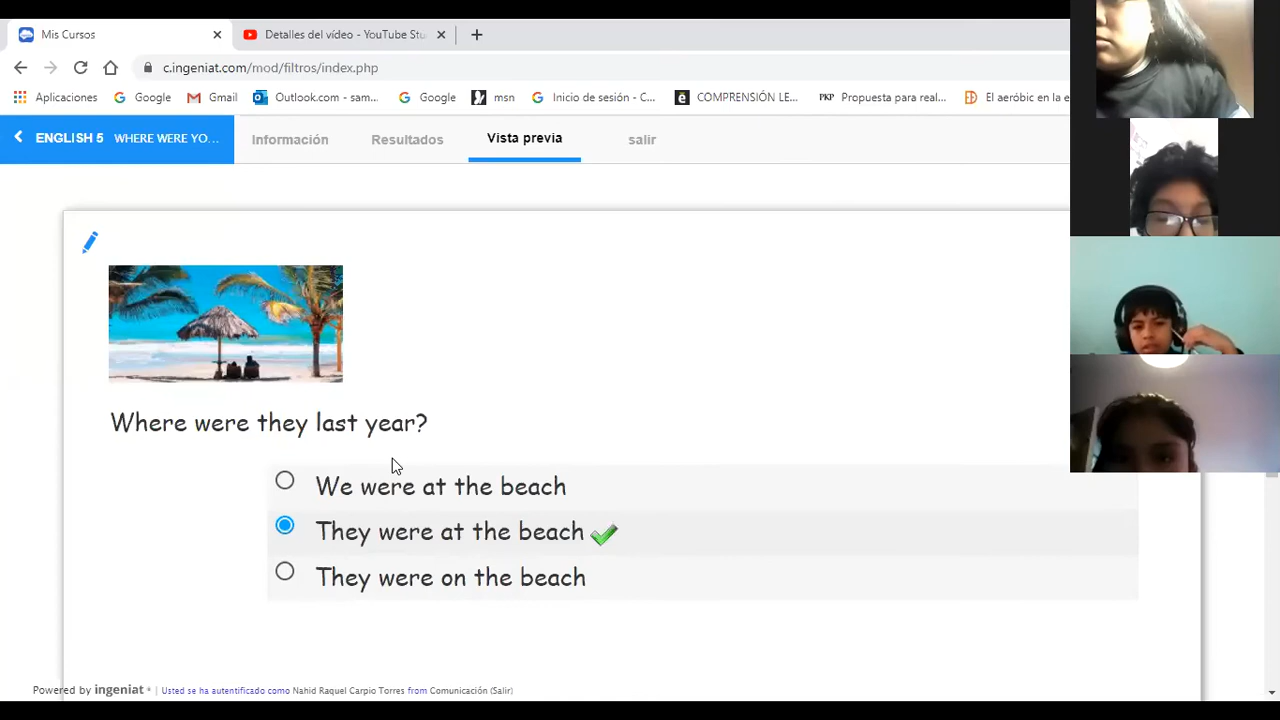 Mis Cursos
Detalles del vídeo - YouTube Stu
c.ingeniat.com/mod/filtros/index.php
Aplicaciones Google Gmail Outlook.com - sam... Google msn Inicio de sesión - C... COMPRENSIÓN LE... PKP Propuesta para real... El aeróbic en la e
ENGLISH 5 WHERE WERE YO... Información Resultados Vista previa salir
Where were they last year?
We were at the beach
They were at the beach
They were on the beach
Powered by ingeniat ® | Usted se ha autentificado como Nahid Raquel Carpio Torres from Comunicación (Salir)